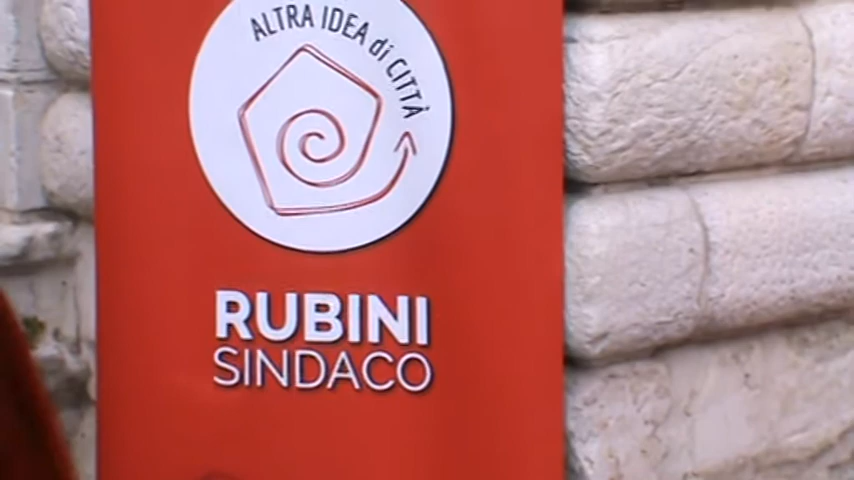 ALTRA IDEA di CITTÀ
RUBINI
SINDACO